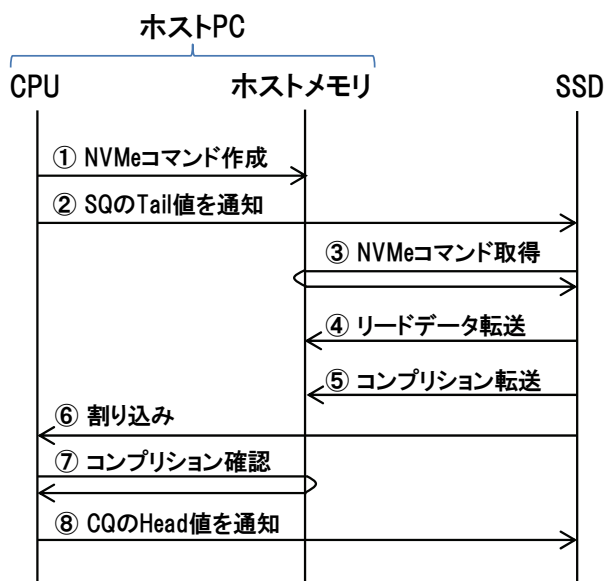 ホストPC
CPU ホストメモリ SSD
① NVMeコマンド作成
② SQのTail値を通知
③ NVMeコマンド取得
④ リードデータ転送
⑤ コンプリション転送
⑥ 割り込み
⑦ コンプリション確認
⑧ CQのHead値を通知